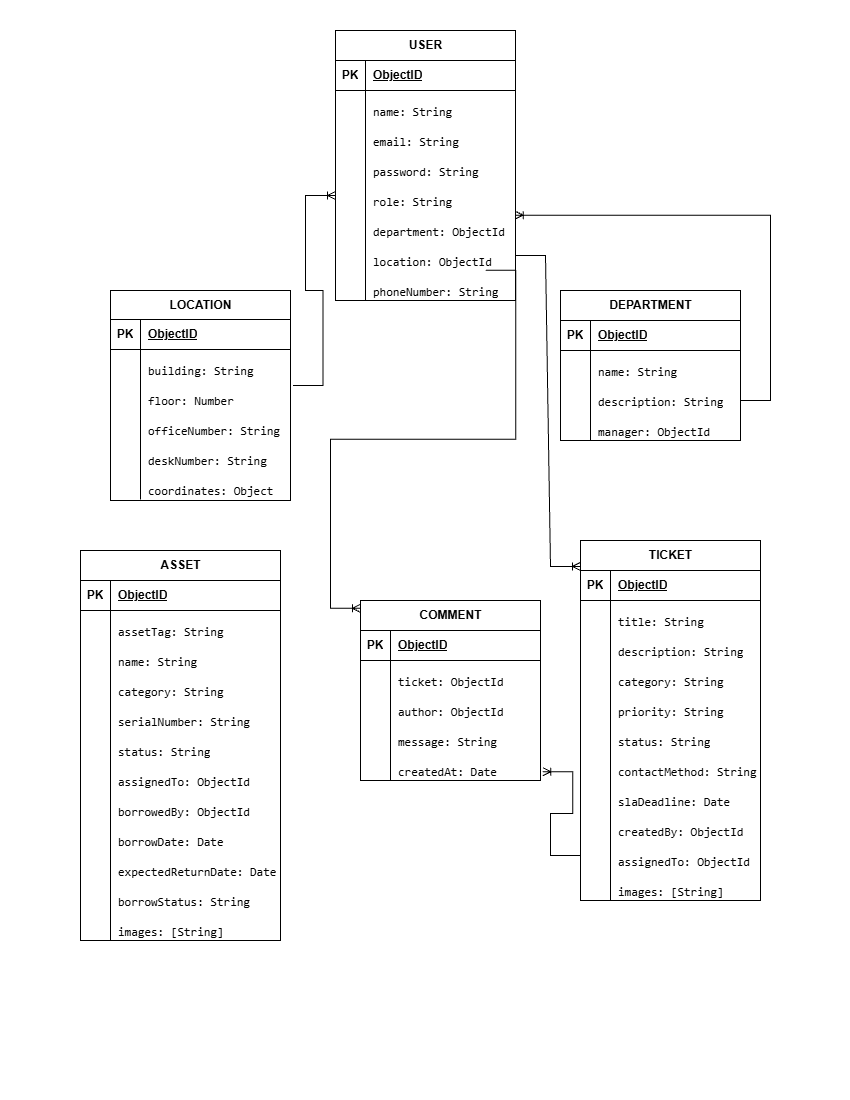 USER
PK ObjectID
name: String
email: String
password: String
role: String
department: ObjectId
location: ObjectId
phoneNumber: String
LOCATION
PK ObjectID
building: String
floor: Number
officeNumber: String
deskNumber: String
coordinates: Object
DEPARTMENT
PK ObjectID
name: String
description: String
manager: ObjectId
ASSET
PK ObjectID
assetTag: String
name: String
category: String
serialNumber: String
status: String
assignedTo: ObjectId
borrowedBy: ObjectId
borrowDate: Date
expectedReturnDate: Date
borrowStatus: String
images: [String]
COMMENT
PK ObjectID
ticket: ObjectId
author: ObjectId
message: String
createdAt: Date
TICKET
PK ObjectID
title: String
description: String
category: String
priority: String
status: String
contactMethod: String
slaDeadline: Date
createdBy: ObjectId
assignedTo: ObjectId
images: [String]